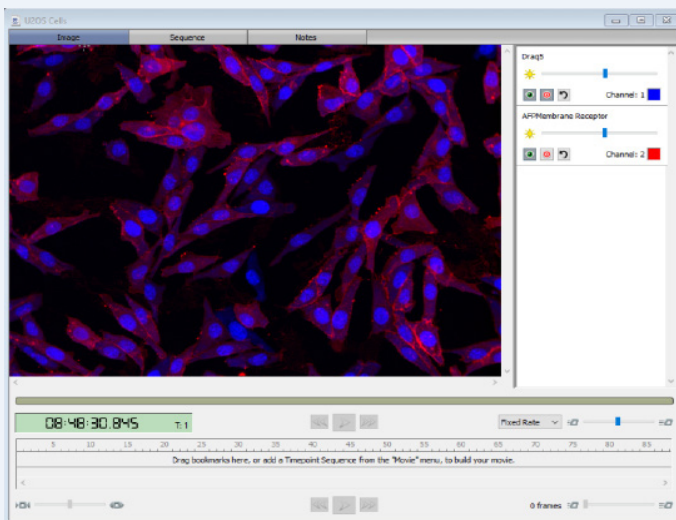 U2OS Cells
Image Sequence Notes
Draq5
Channel: 1
AFPMembrane Receptor
Channel: 2
08:48:30.845 T: 1
Fixed Rate
5 10 15 20 25 30 35 40 45 50 55 60 65 70 75 80 85
Drag bookmarks here, or add a Timepoint Sequence from the "Movie" menu, to build your movie.
0 frames